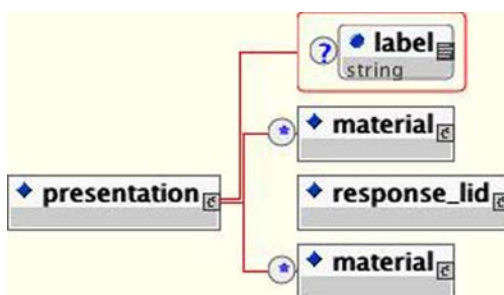 ? label
string
* material
presentation
response_lid
* material